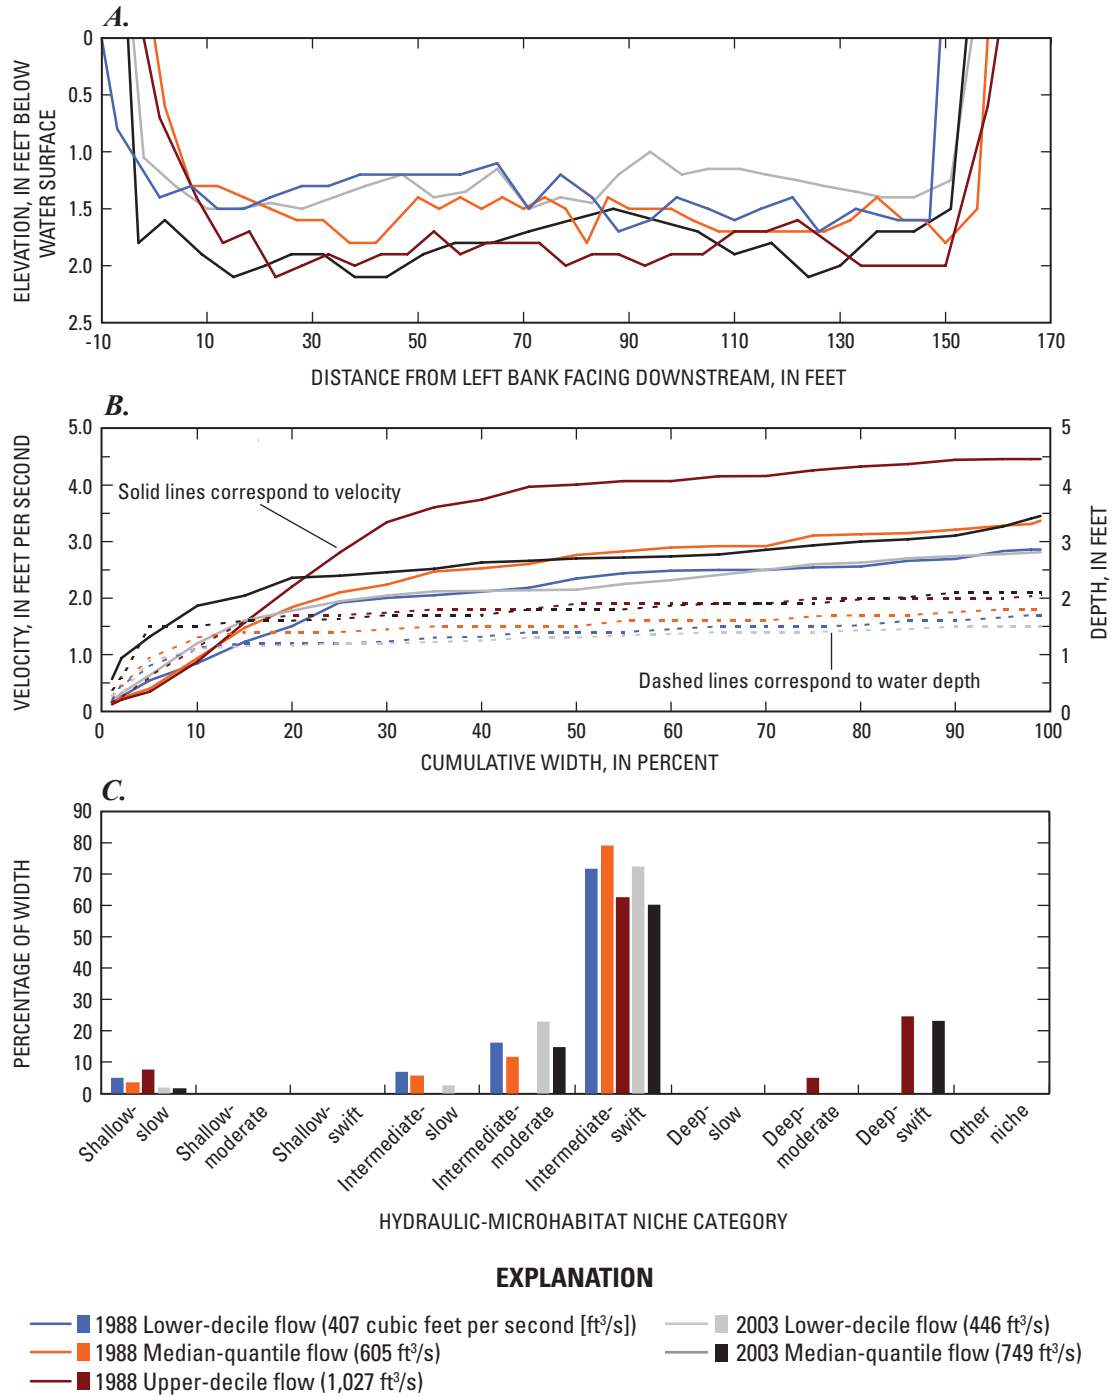 A.
ELEVATION, IN FEET BELOW
WATER SURFACE
0
0.5
1.0
1.5
2.0
2.5
-10
10
30
50
70
90
110
130
150
170
DISTANCE FROM LEFT BANK FACING DOWNSTREAM, IN FEET
B.
VELOCITY, IN FEET PER SECOND
5.0
4.0
3.0
2.0
1.0
0
Solid lines correspond to velocity
Dashed lines correspond to water depth
5
4
3
2
1
0
DEPTH, IN FEET
0
10
20
30
40
50
60
70
80
90
100
CUMULATIVE WIDTH, IN PERCENT
C.
PERCENTAGE OF WIDTH
90
80
70
60
50
40
30
20
10
0
Shallow-
slow
Shallow-
moderate
Shallow-
swift
Intermediate-
slow
Intermediate-
moderate
Intermediate-
swift
Deep-
slow
Deep-
moderate
Deep-
swift
Other
niche
HYDRAULIC-MICROHABITAT NICHE CATEGORY
EXPLANATION
1988 Lower-decile flow (407 cubic feet per second [ft³/s])
1988 Median-quantile flow (605 ft³/s)
1988 Upper-decile flow (1,027 ft³/s)
2003 Lower-decile flow (446 ft³/s)
2003 Median-quantile flow (749 ft³/s)